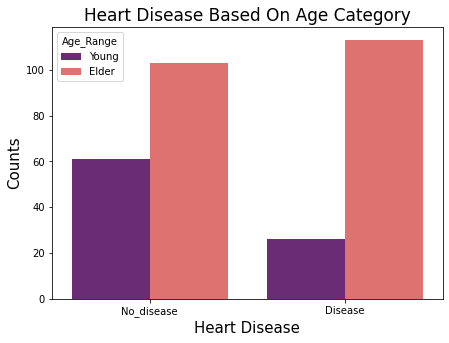 Heart Disease Based On Age Category
Age_Range
Young
Elder
Counts
100
80
60
40
20
0
No_disease
Disease
Heart Disease